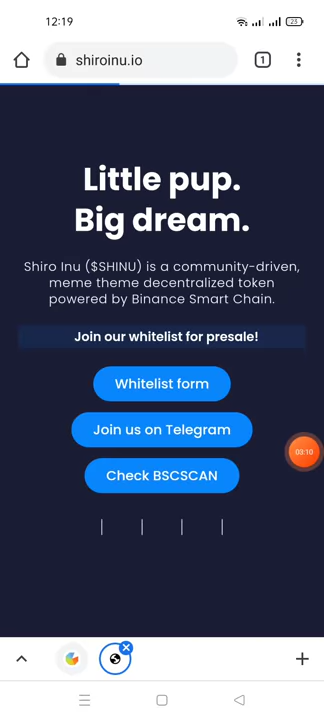 12:19
23
shiroinu.io
1
Little pup.
Big dream.
Shiro Inu ($SHINU) is a community-driven,
meme theme decentralized token
powered by Binance Smart Chain.
Join our whitelist for presale!
Whitelist form
Join us on Telegram
Check BSCSCAN
03:10